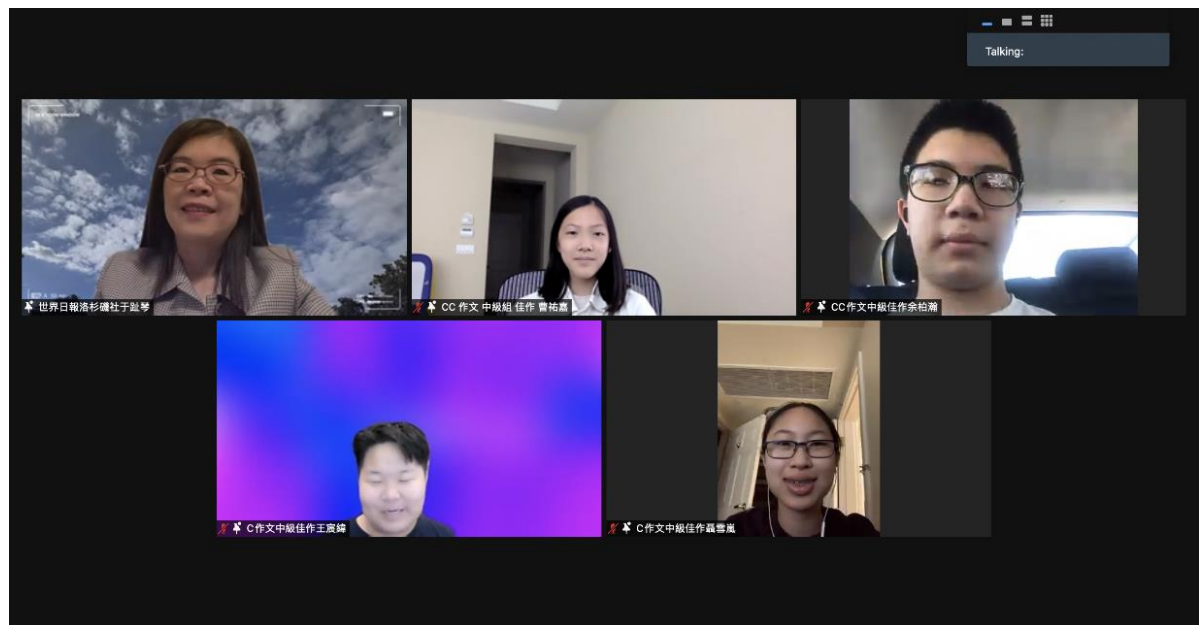 Talking:
世界日報洛杉磯社于趾琴
CC 作文 中級組 佳作 曹祐嘉
CC作文中級佳作余柏瀚
C作文中級佳作王宸緯
C作文中級佳作聶雲嵐